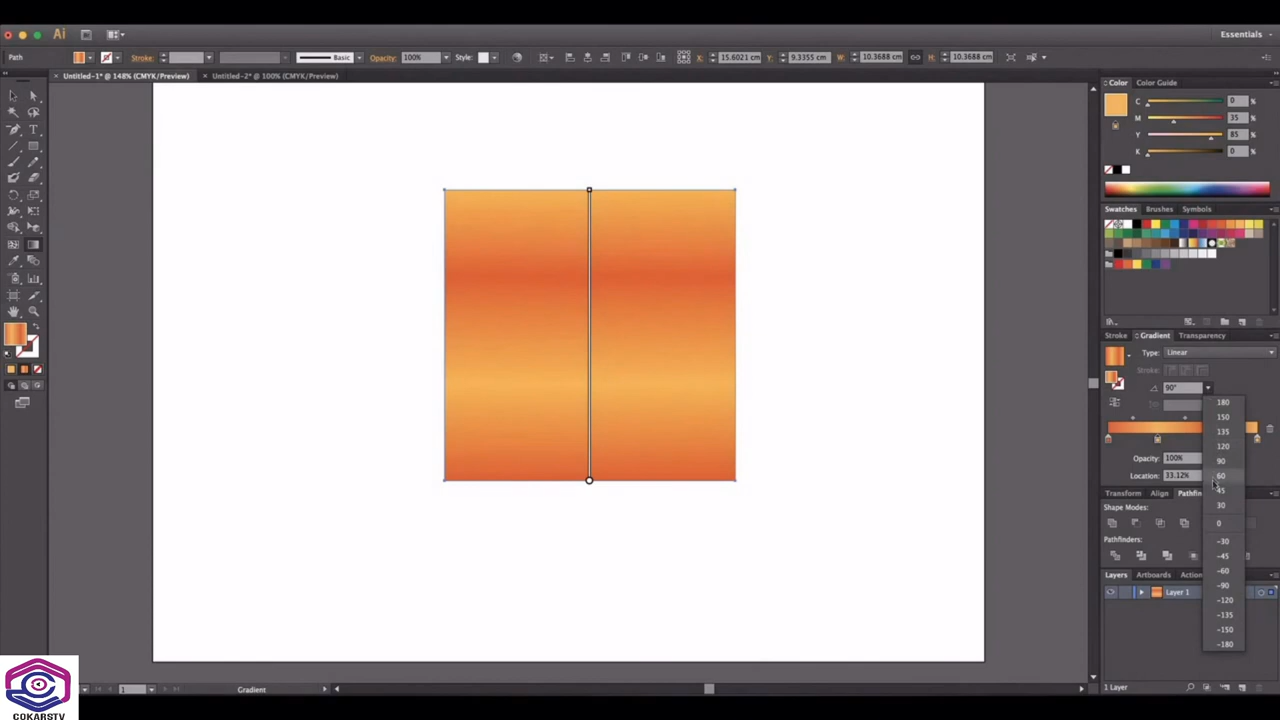 Ai
Essentials
Path
Stroke:
Basic
Opacity: 100%
Style:
X: 15.6021 cm
Y: 9.3355 cm
W: 10.3688 cm
H: 10.3688 cm
× Untitled-1* @ 148% (CMYK/Preview)
× Untitled-2* @ 100% (CMYK/Preview)
Color
Color Guide
C 0 %
M 35 %
Y 85 %
K 0 %
Swatches Brushes Symbols
Stroke Gradient Transparency
Type: Linear
Stroke:
90°
Opacity: 100%
Location: 33.12%
180
150
135
120
90
60
45
30
0
-30
-45
-60
-90
-120
-135
-150
-180
Transform Align Pathfin
Shape Modes:
Pathfinders:
Layers Artboards Action
Layer 1
1 Layer
1
Gradient
COKARSTV